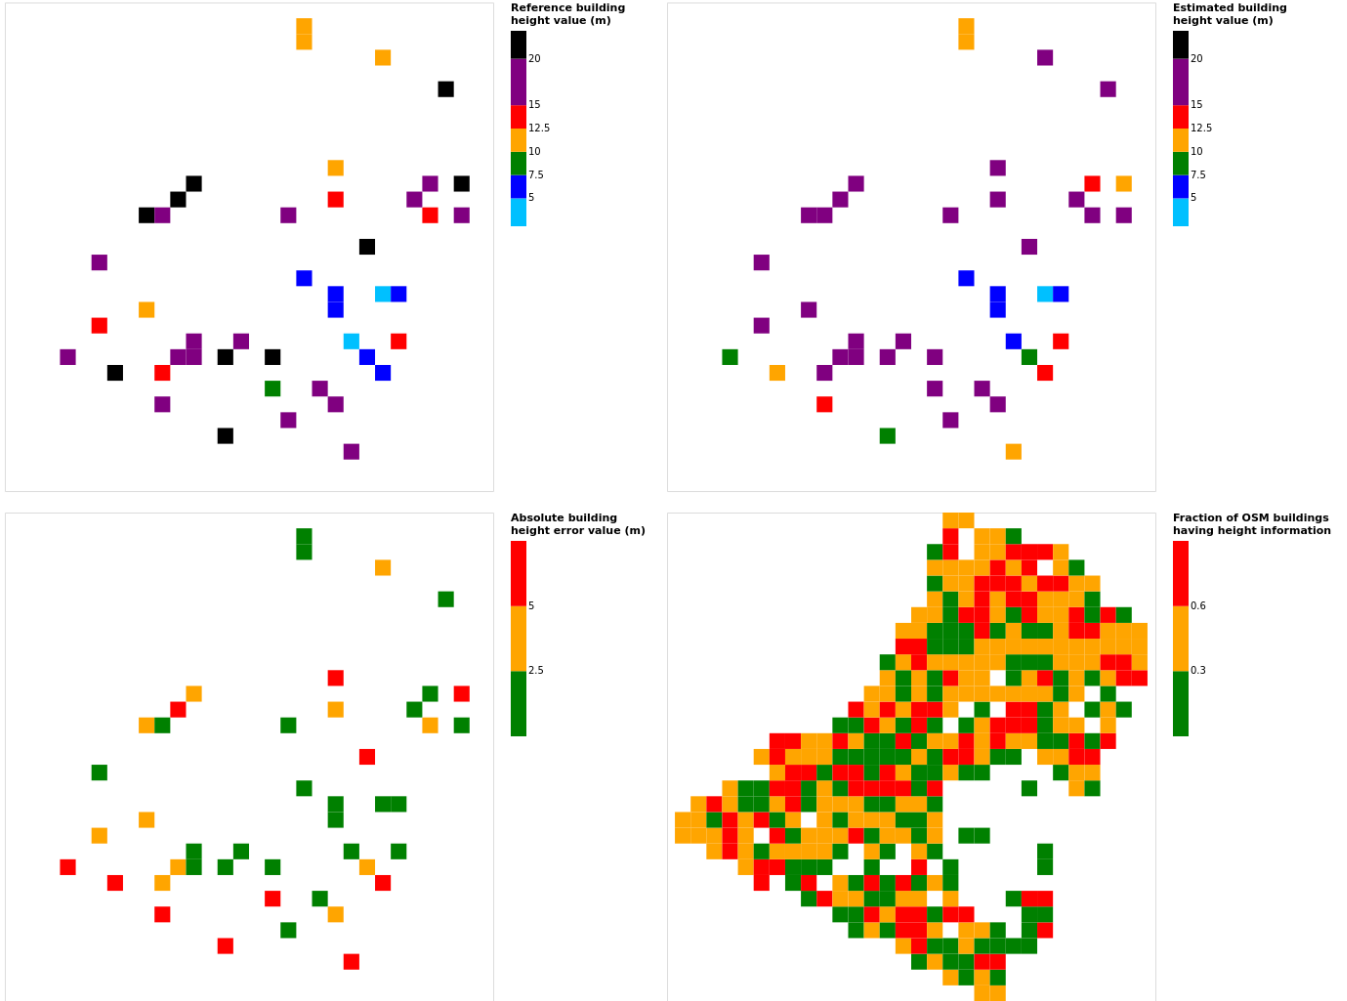 Reference building
height value (m)
20
15
12.5
10
7.5
5
Estimated building
height value (m)
20
15
12.5
10
7.5
5
Absolute building
height error value (m)
5
2.5
Fraction of OSM buildings
having height information
0.6
0.3